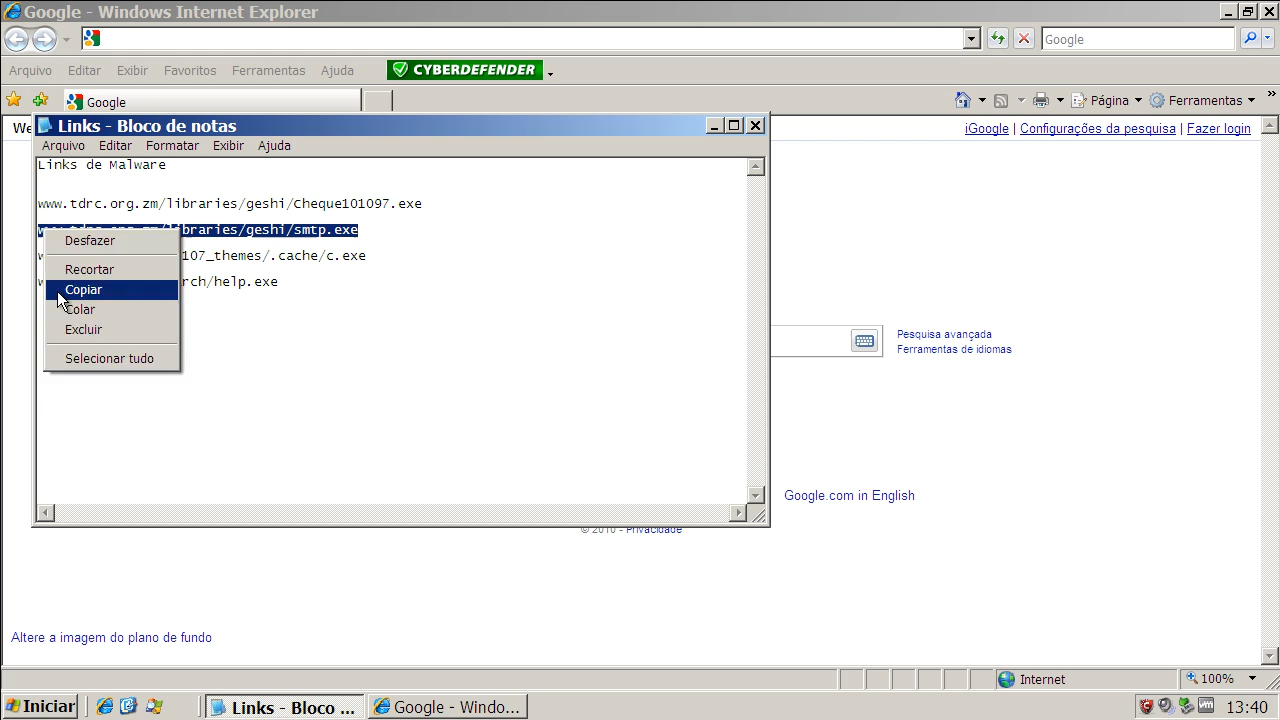 Google - Windows Internet Explorer
Google
Arquivo Editar Exibir Favoritos Ferramentas Ajuda
CYBERDEFENDER
Google
Página
Ferramentas
Links - Bloco de notas
iGoogle | Configurações da pesquisa | Fazer login
Arquivo Editar Formatar Exibir Ajuda
Links de Malware
www.tdrc.org.zm/libraries/geshi/Cheque101097.exe
libraries/geshi/smtp.exe
107_themes/.cache/c.exe
rch/help.exe
Desfazer
Recortar
Copiar
Colar
Excluir
Selecionar tudo
Pesquisa avançada
Ferramentas de idiomas
Google.com in English
© 2010 - Privacidade
Altere a imagem do plano de fundo
Internet
100%
Iniciar
Links - Bloco ...
Google - Windo...
13:40